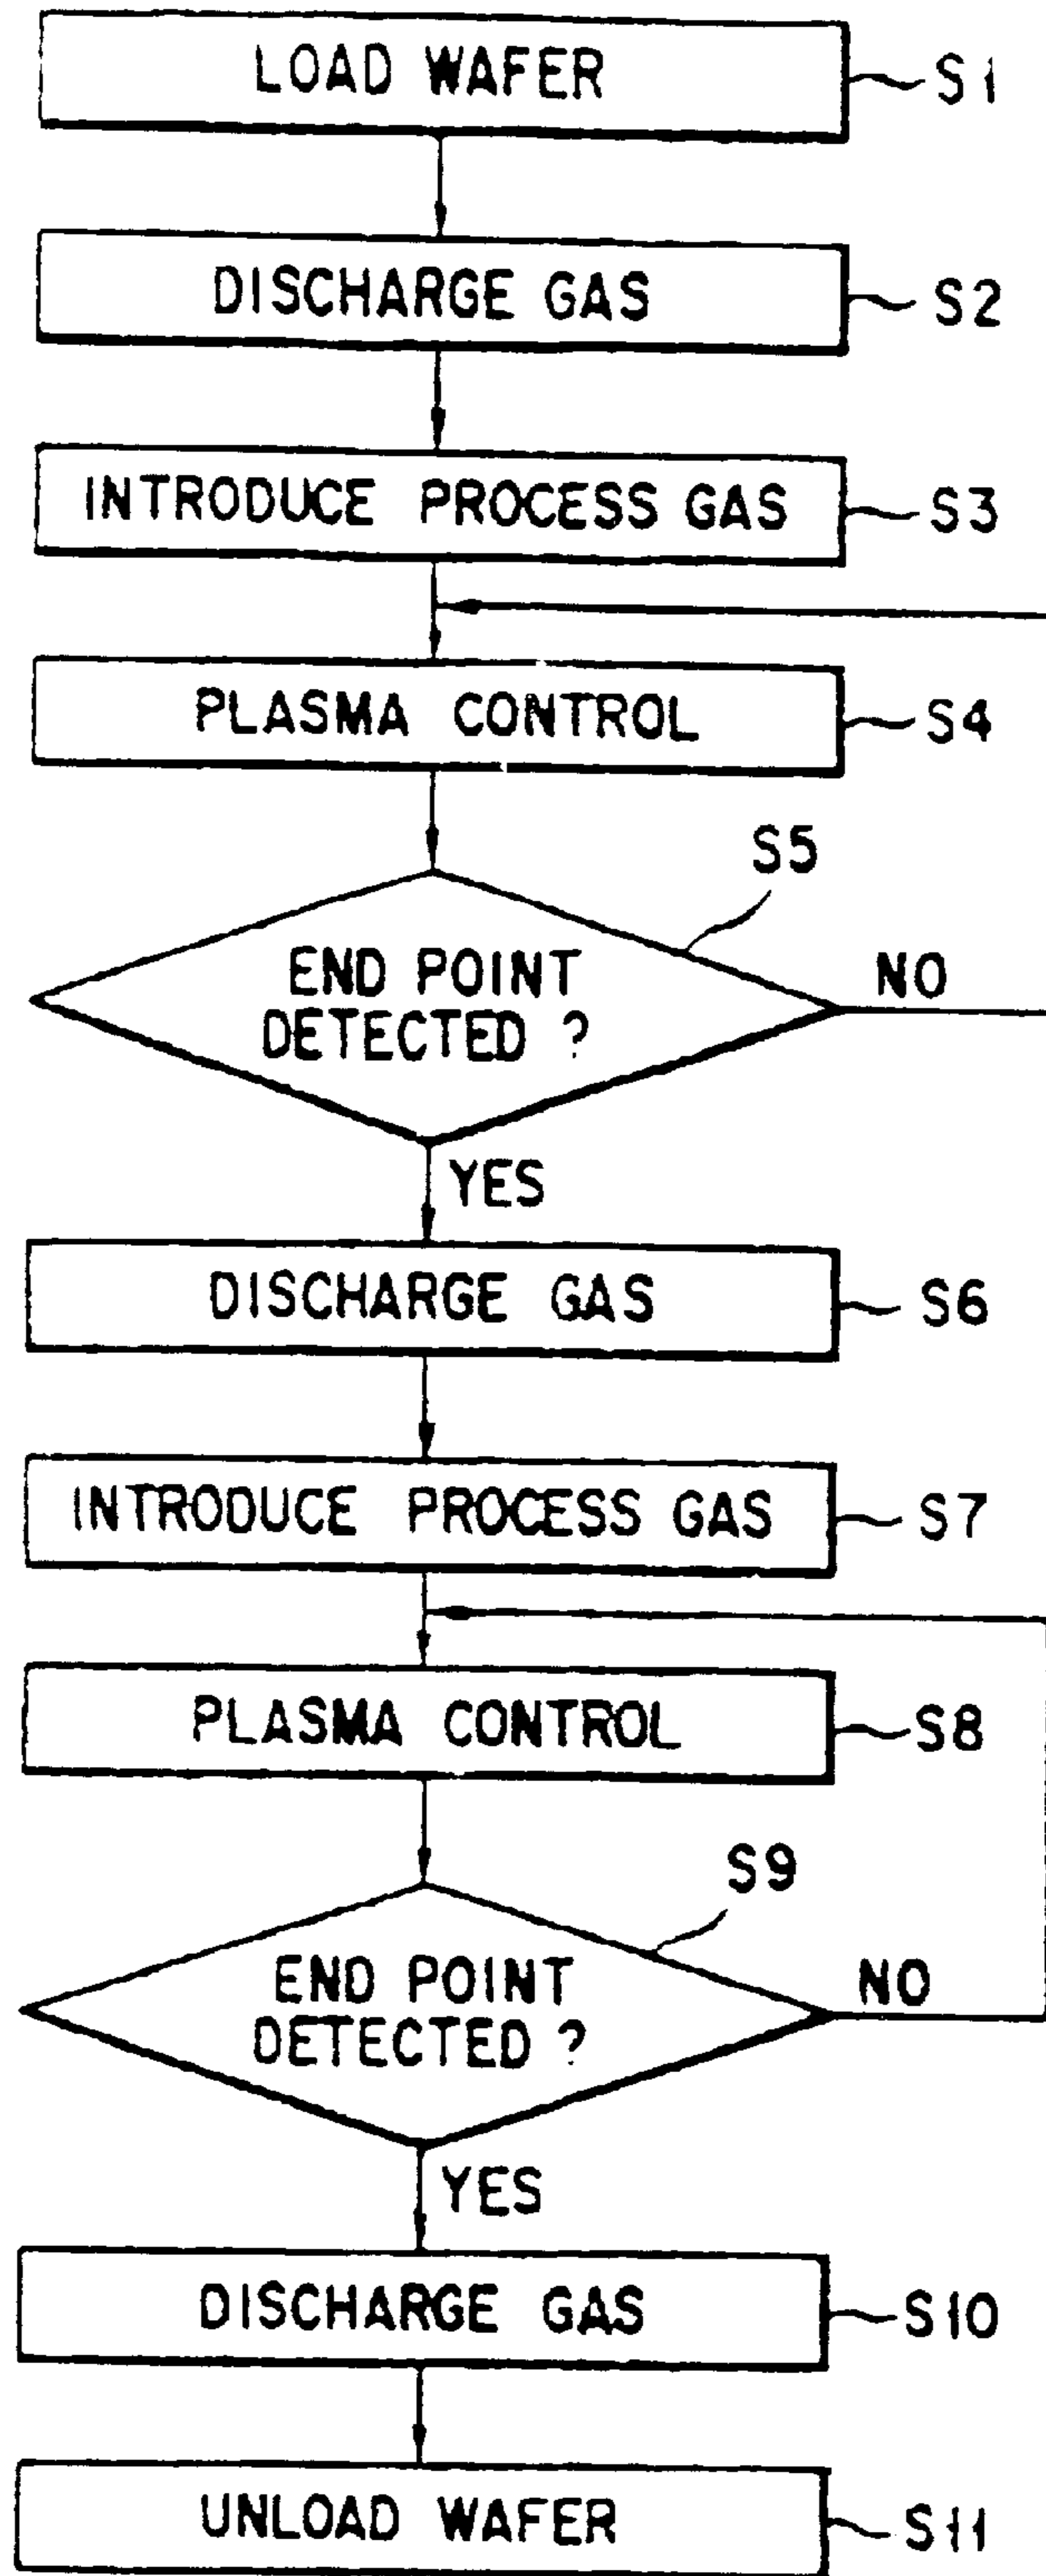 LOAD WAFER
S1
DISCHARGE GAS
S2
INTRODUCE PROCESS GAS
S3
PLASMA CONTROL
S4
S5
END POINT
DETECTED ?
NO
YES
DISCHARGE GAS
S6
INTRODUCE PROCESS GAS
S7
PLASMA CONTROL
S8
S9
END POINT
DETECTED ?
NO
YES
DISCHARGE GAS
S10
UNLOAD WAFER
S11